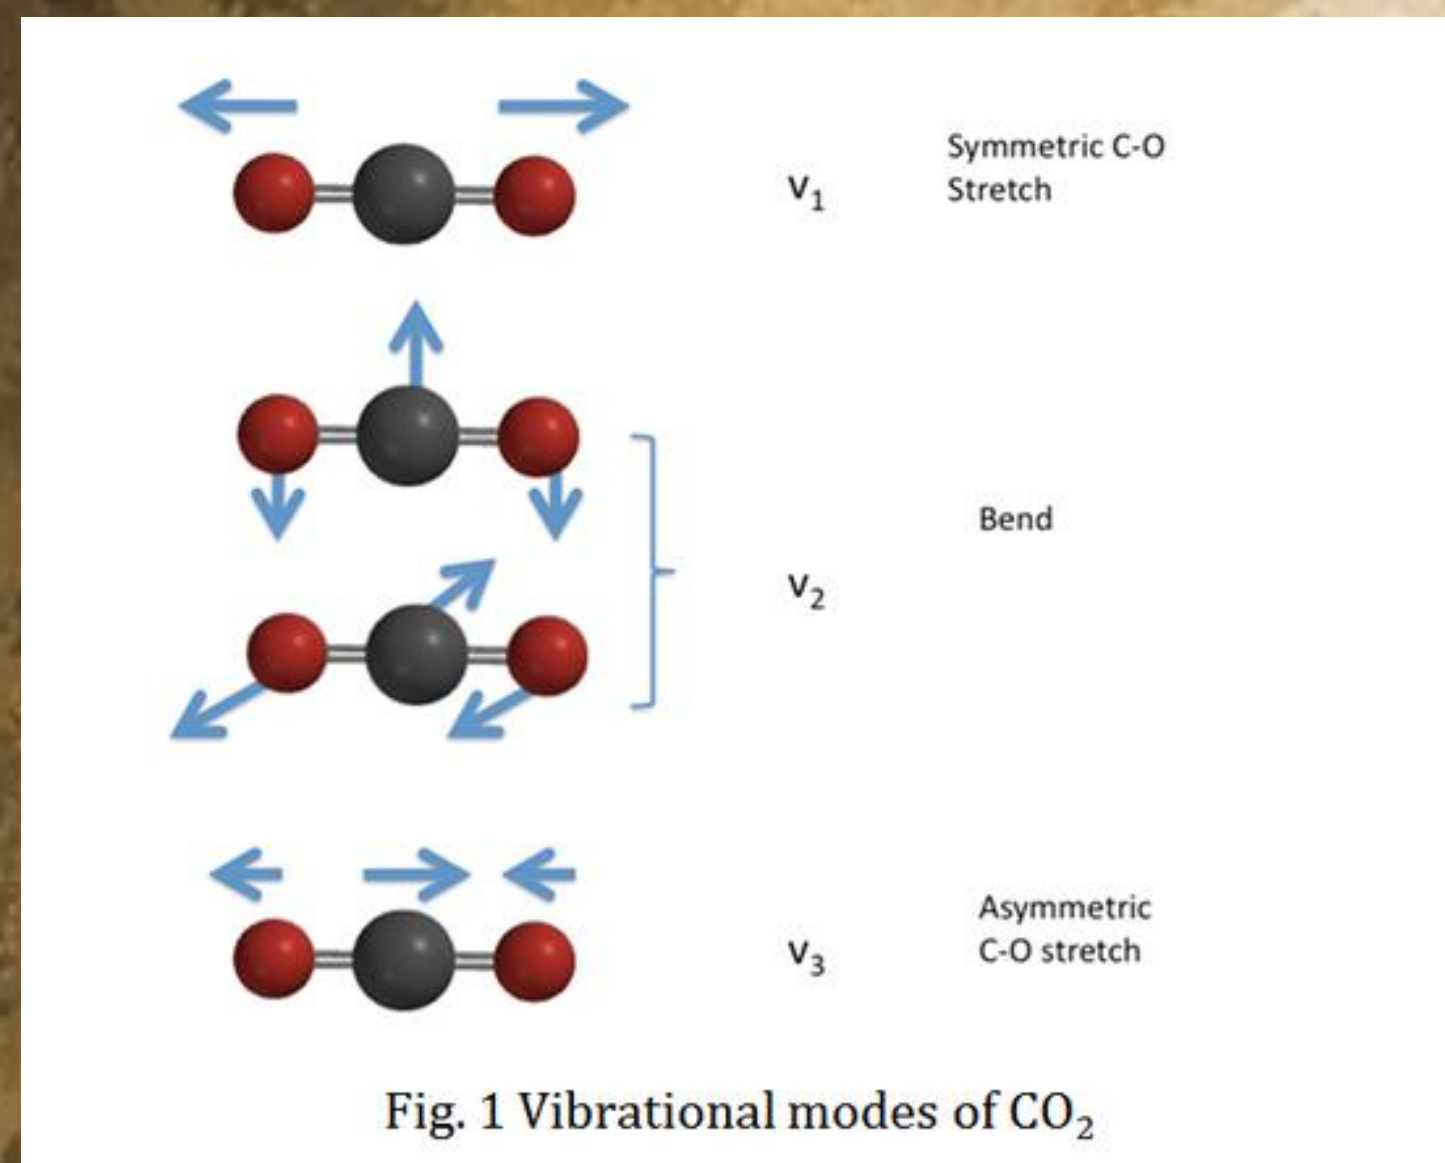 Symmetric C-O
v₁
Stretch
Bend
v₂
Asymmetric
v₃
C-O stretch
Fig. 1 Vibrational modes of CO₂